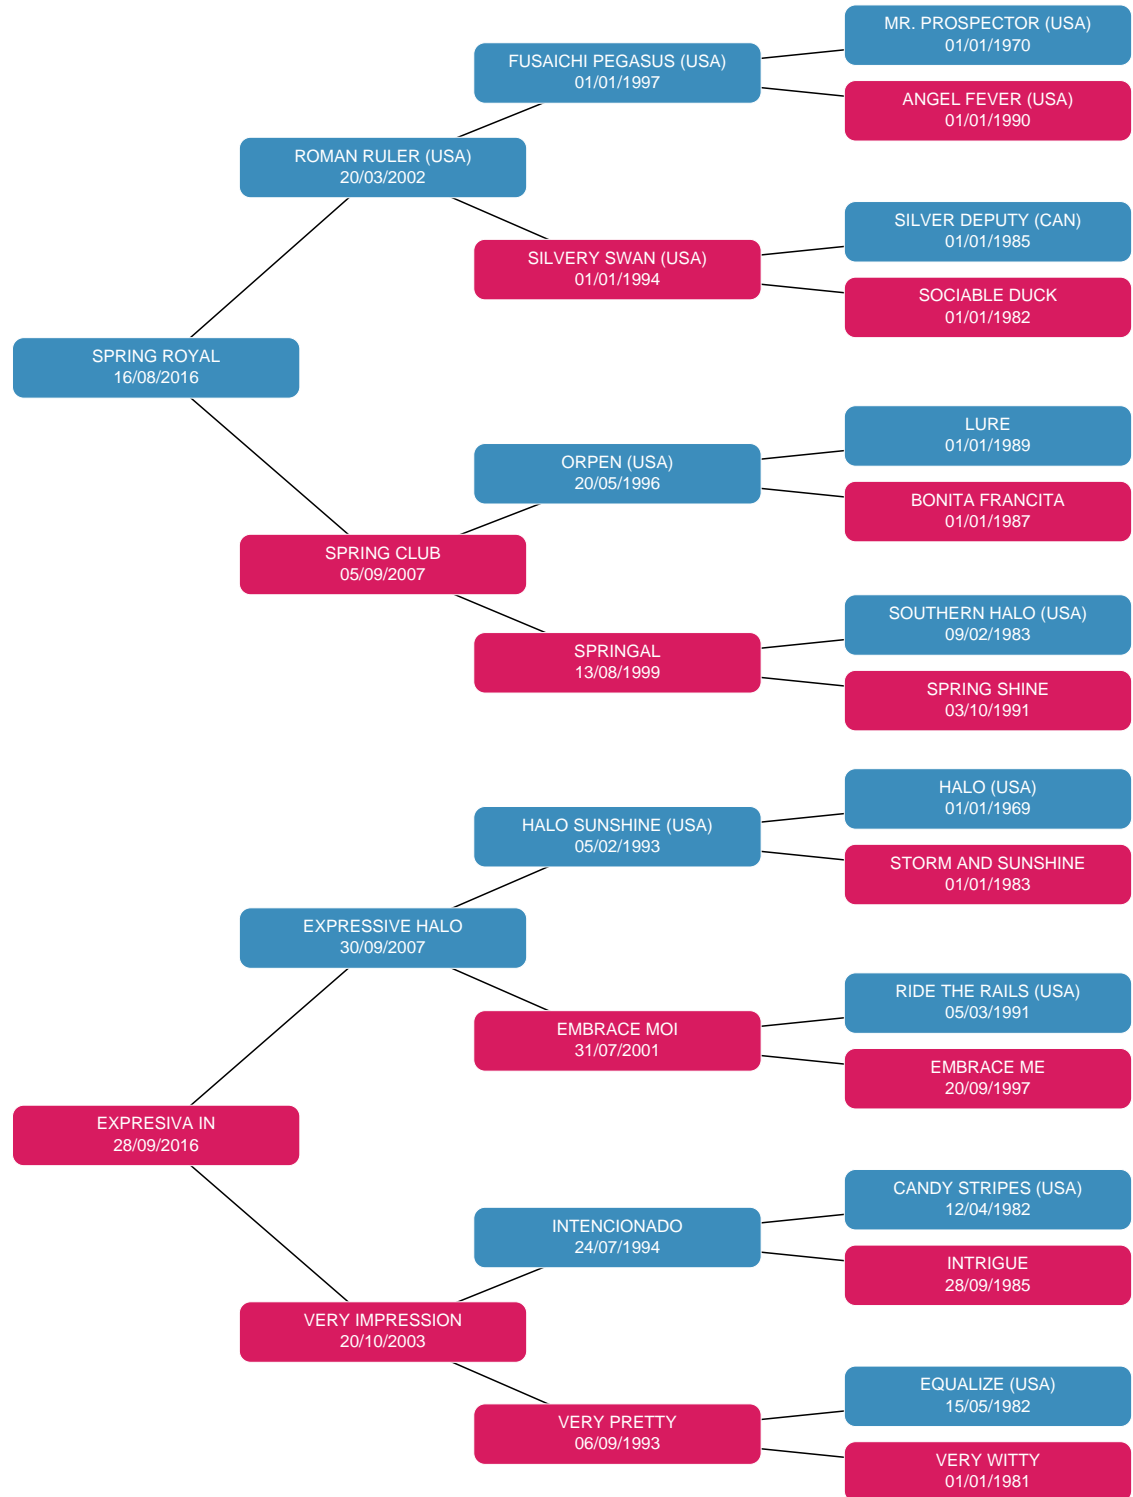 MR. PROSPECTOR (USA)
01/01/1970
FUSAICHI PEGASUS (USA)
01/01/1997
ANGEL FEVER (USA)
01/01/1990
ROMAN RULER (USA)
20/03/2002
SILVER DEPUTY (CAN)
01/01/1985
SILVERY SWAN (USA)
01/01/1994
SOCIABLE DUCK
01/01/1982
SPRING ROYAL
16/08/2016
LURE
01/01/1989
ORPEN (USA)
20/05/1996
BONITA FRANCITA
01/01/1987
SPRING CLUB
05/09/2007
SOUTHERN HALO (USA)
09/02/1983
SPRINGAL
13/08/1999
SPRING SHINE
03/10/1991
HALO (USA)
01/01/1969
HALO SUNSHINE (USA)
05/02/1993
STORM AND SUNSHINE
01/01/1983
EXPRESSIVE HALO
30/09/2007
RIDE THE RAILS (USA)
05/03/1991
EMBRACE MOI
31/07/2001
EMBRACE ME
20/09/1997
EXPRESIVA IN
28/09/2016
CANDY STRIPES (USA)
12/04/1982
INTENCIONADO
24/07/1994
INTRIGUE
28/09/1985
VERY IMPRESSION
20/10/2003
EQUALIZE (USA)
15/05/1982
VERY PRETTY
06/09/1993
VERY WITTY
01/01/1981